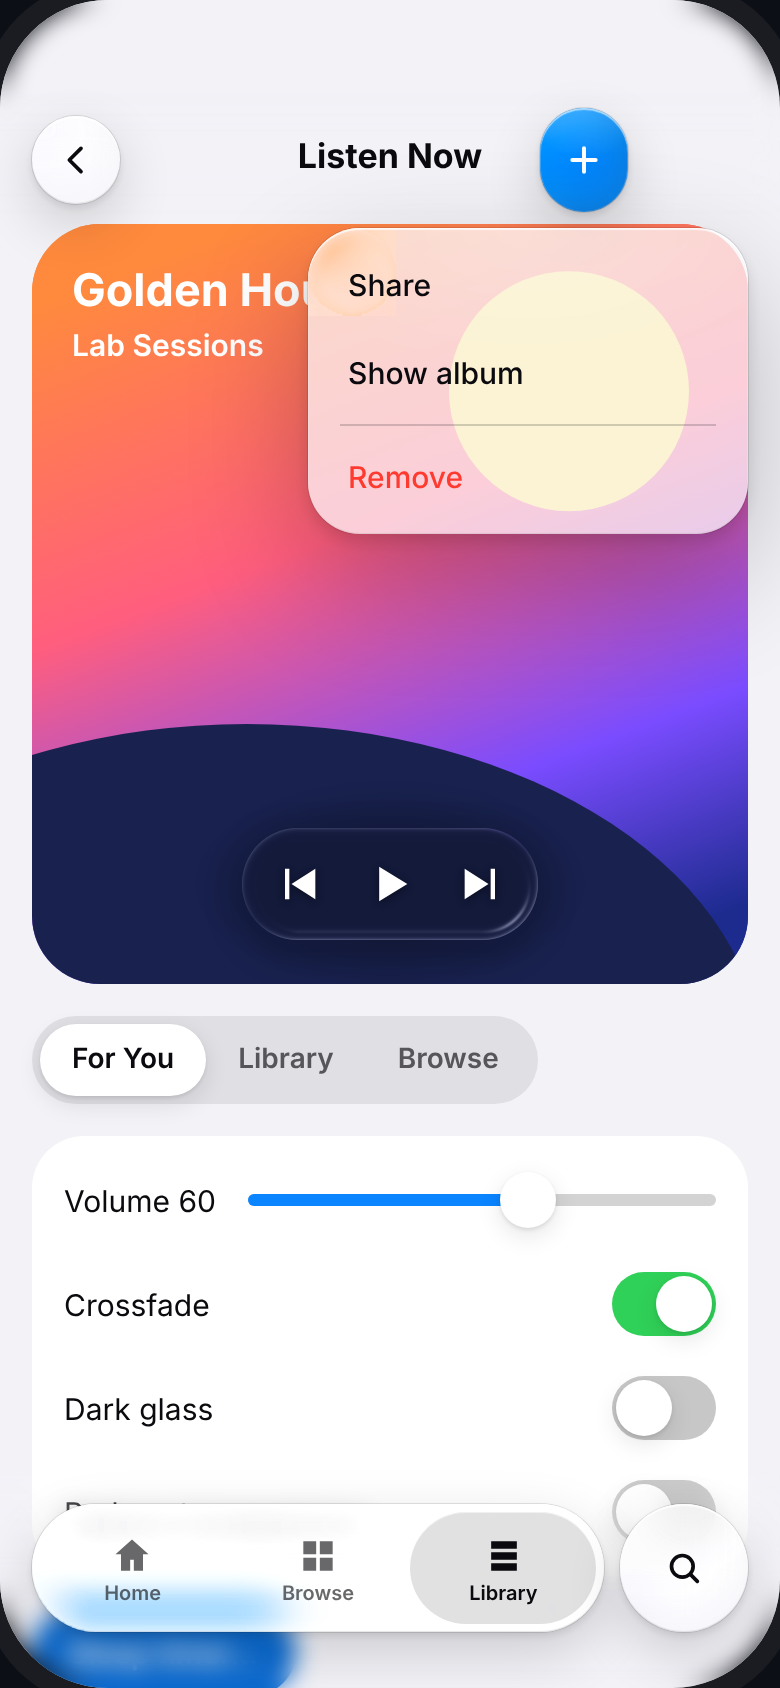 Listen Now
Golden
Lab Sessions
Share
Show album
Remove
For You
Library
Browse
Volume 60
Crossfade
Dark glass
Home
Browse
Library